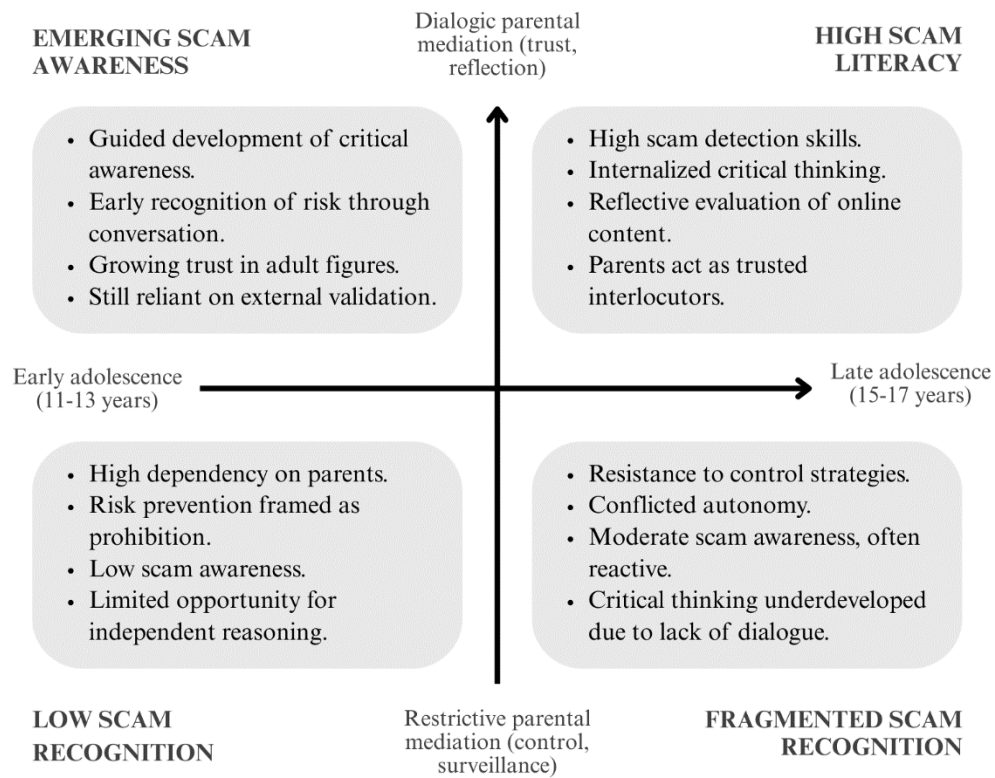 Dialogic parental
mediation (trust,
reflection)
EMERGING SCAM
AWARENESS
HIGH SCAM
LITERACY
• Guided development of critical
awareness.
• Early recognition of risk through
conversation.
• Growing trust in adult figures.
• Still reliant on external validation.
• High scam detection skills.
• Internalized critical thinking.
• Reflective evaluation of online
content.
• Parents act as trusted
interlocutors.
Early adolescence
(11-13 years)
Late adolescence
(15-17 years)
• High dependency on parents.
• Risk prevention framed as
prohibition.
• Low scam awareness.
• Limited opportunity for
independent reasoning.
• Resistance to control strategies.
• Conflicted autonomy.
• Moderate scam awareness, often
reactive.
• Critical thinking underdeveloped
due to lack of dialogue.
LOW SCAM
RECOGNITION
Restrictive parental
mediation (control,
surveillance)
FRAGMENTED SCAM
RECOGNITION